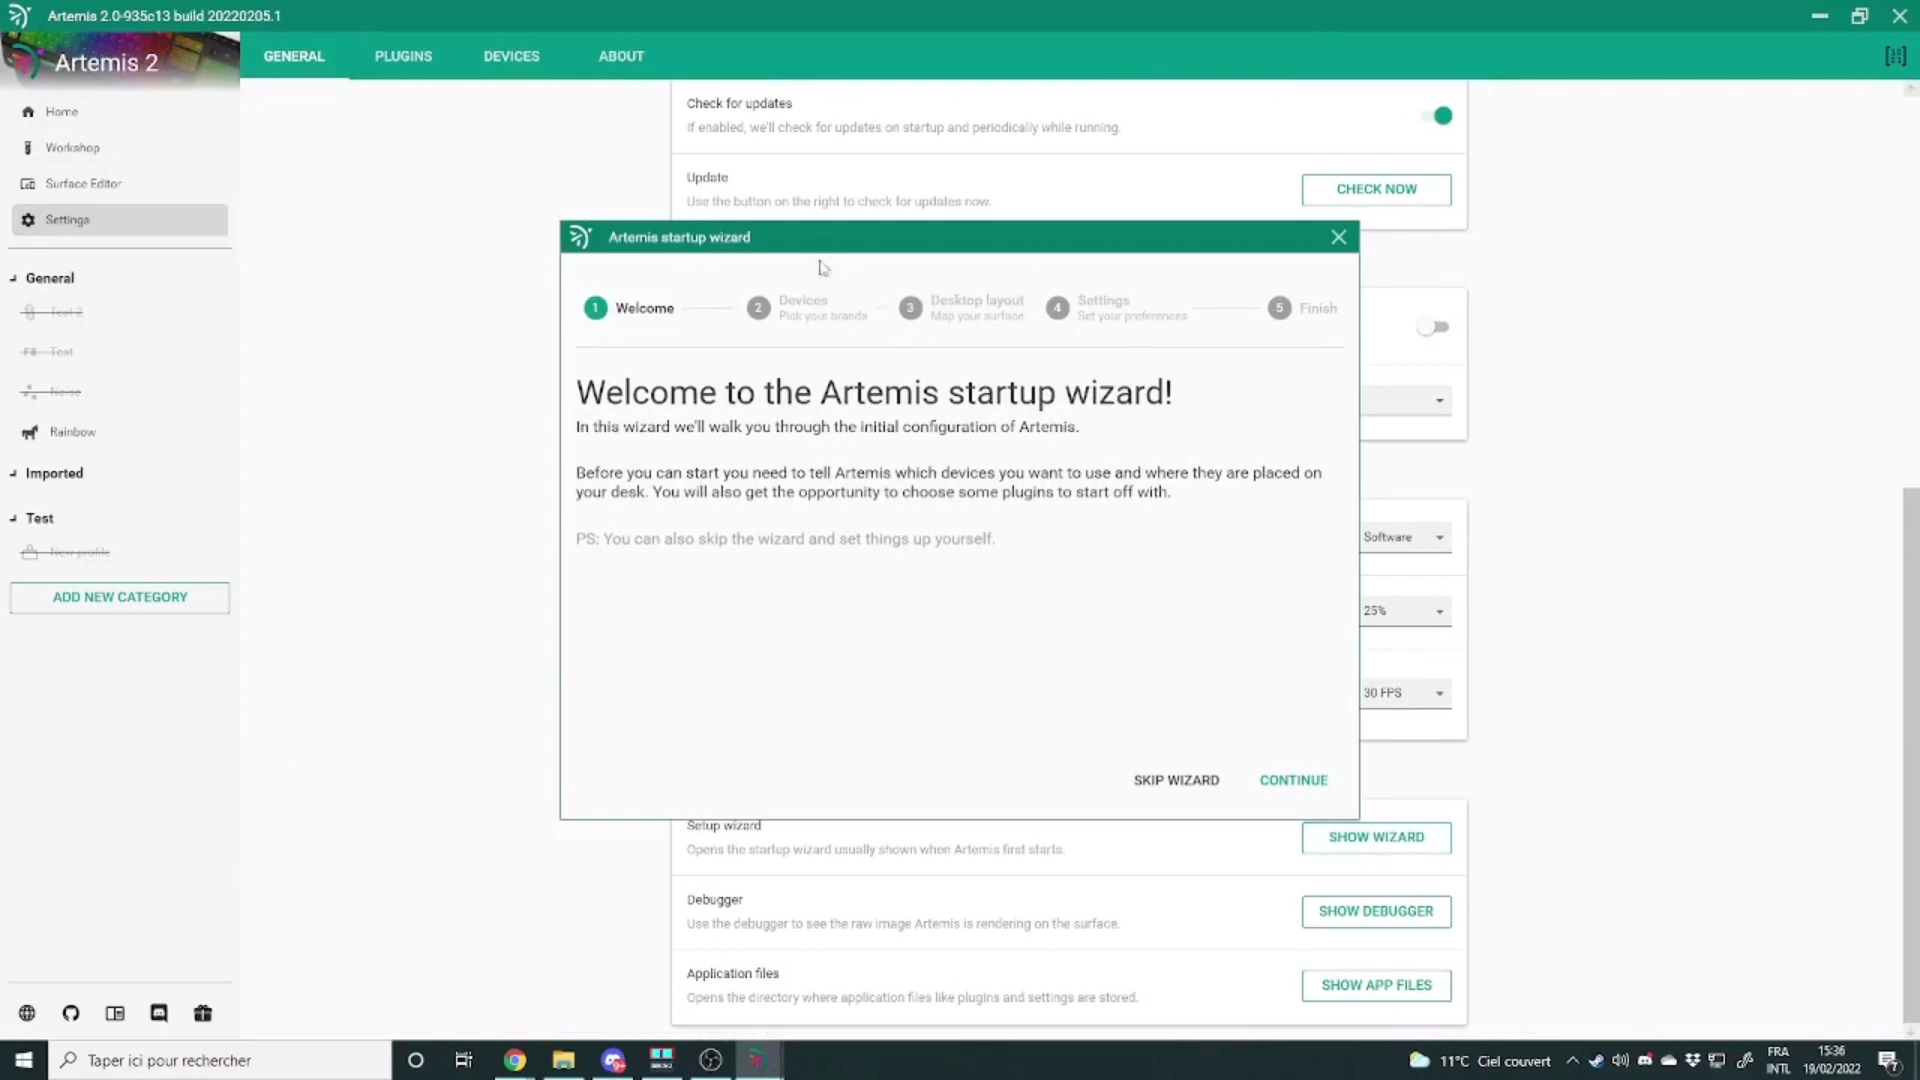 Artemis 2.0-935c13 build 20220205.1
Artemis 2
GENERAL
PLUGINS
DEVICES
ABOUT
Home
Workshop
Surface Editor
Settings
General
Test 2
F8 Test
Noise
Rainbow
Imported
Test
New profile
ADD NEW CATEGORY
Check for updates
If enabled, we'll check for updates on startup and periodically while running.
Update
Use the button on the right to check for updates now.
CHECK NOW
Artemis startup wizard
1 Welcome
2 Devices
Pick your brands
3 Desktop layout
Map your surface
4 Settings
Set your preferences
5 Finish
Welcome to the Artemis startup wizard!
In this wizard we'll walk you through the initial configuration of Artemis.
Before you can start you need to tell Artemis which devices you want to use and where they are placed on
your desk. You will also get the opportunity to choose some plugins to start off with.
PS: You can also skip the wizard and set things up yourself.
SKIP WIZARD
CONTINUE
Software
25%
30 FPS
Setup wizard
Opens the startup wizard usually shown when Artemis first starts.
SHOW WIZARD
Debugger
Use the debugger to see the raw image Artemis is rendering on the surface.
SHOW DEBUGGER
Application files
Opens the directory where application files like plugins and settings are stored.
SHOW APP FILES
Taper ici pour rechercher
11°C Ciel couvert
FRA
INTL
15:36
19/02/2022